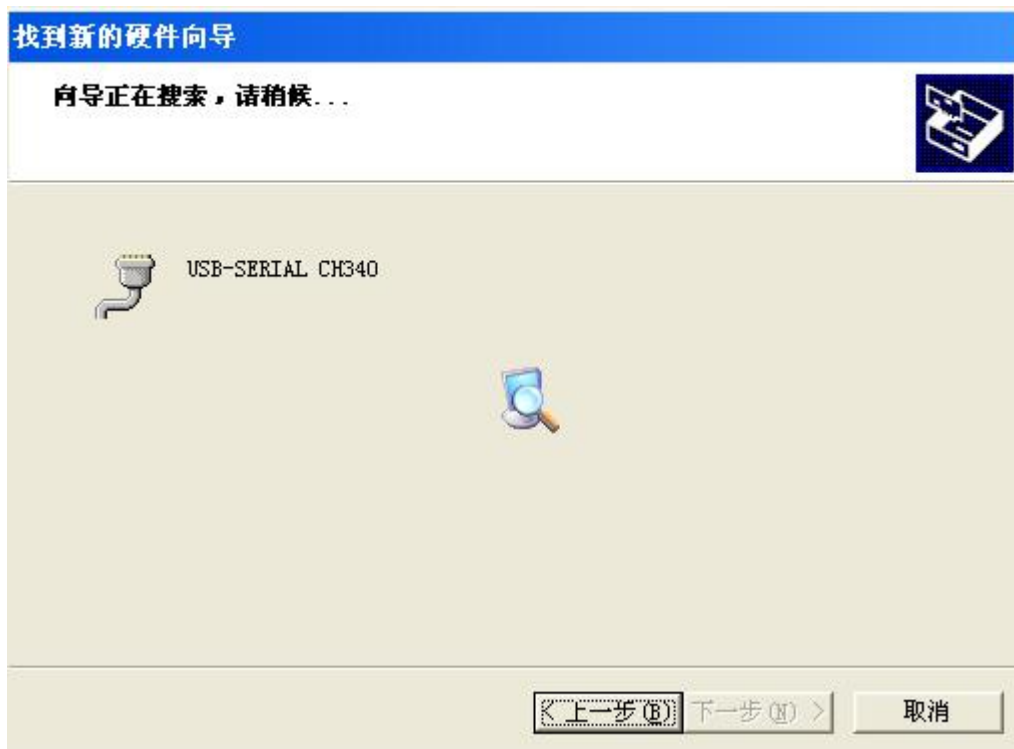 找到新的硬件向导
向导正在搜索，请稍候...
USB-SERIAL CH340
< 上一步(B)
下一步(N) >
取消